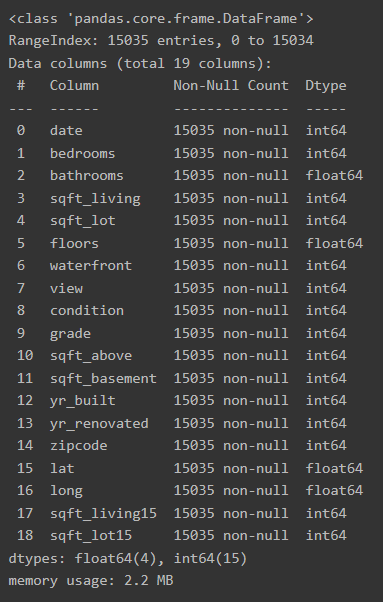 <class 'pandas.core.frame.DataFrame'>
RangeIndex: 15035 entries, 0 to 15034
Data columns (total 19 columns):
 #   Column         Non-Null Count  Dtype
---  ------         --------------  -----
 0   date           15035 non-null  int64
 1   bedrooms       15035 non-null  int64
 2   bathrooms      15035 non-null  float64
 3   sqft_living    15035 non-null  int64
 4   sqft_lot       15035 non-null  int64
 5   floors         15035 non-null  float64
 6   waterfront     15035 non-null  int64
 7   view           15035 non-null  int64
 8   condition      15035 non-null  int64
 9   grade          15035 non-null  int64
 10  sqft_above     15035 non-null  int64
 11  sqft_basement  15035 non-null  int64
 12  yr_built       15035 non-null  int64
 13  yr_renovated   15035 non-null  int64
 14  zipcode        15035 non-null  int64
 15  lat            15035 non-null  float64
 16  long           15035 non-null  float64
 17  sqft_living15  15035 non-null  int64
 18  sqft_lot15     15035 non-null  int64
dtypes: float64(4), int64(15)
memory usage: 2.2 MB